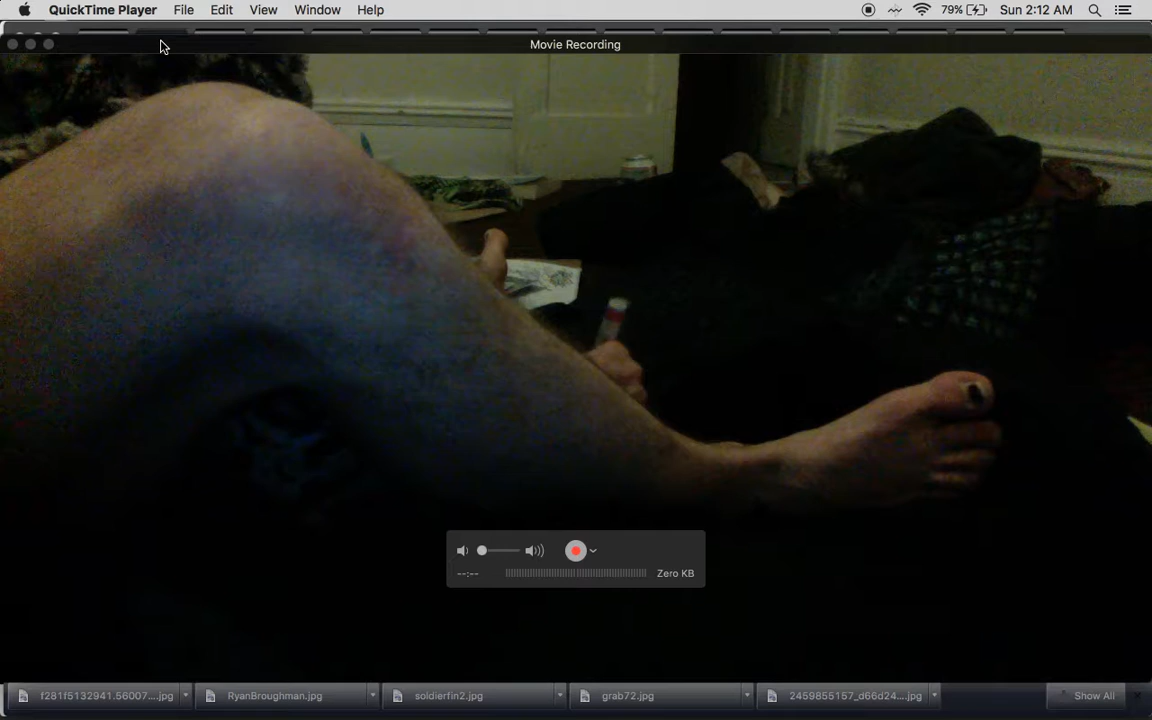 QuickTime Player File Edit View Window Help 79% Sun 2:12 AM
Movie Recording
--:-- Zero KB
f281f5132941.56007....jpg RyanBroughman.jpg soldierfin2.jpg grab72.jpg 2459855157_d66d24....jpg Show All